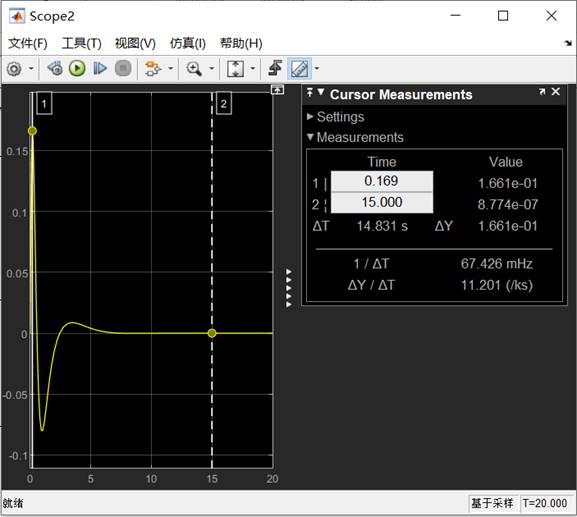 Scope2
文件(F) 工具(T) 视图(V) 仿真(I) 帮助(H)
1 2
0.15
0.1
0.05
0
-0.05
-0.1
0 5 10 15 20
Cursor Measurements
Settings
Measurements
Time Value
1 | 0.169 1.661e-01
2 ¦ 15.000 8.774e-07
ΔT 14.831 s ΔY 1.661e-01
1 / ΔT 67.426 mHz
ΔY / ΔT 11.201 (/ks)
就绪 基于采样 T=20.000